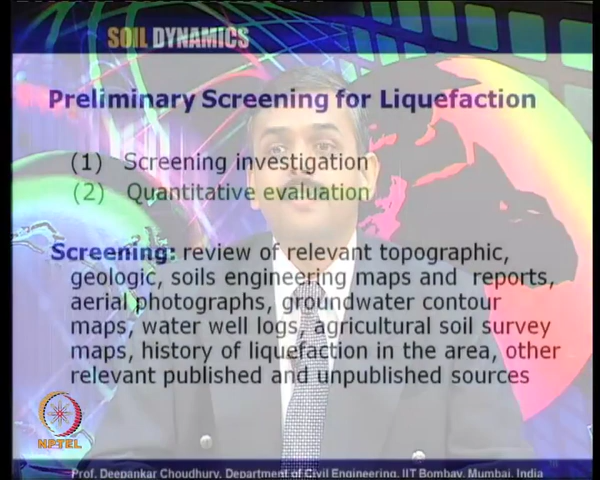 SOIL DYNAMICS
Preliminary Screening for Liquefaction
(1) Screening investigation
(2) Quantitative evaluation
Screening: review of relevant topographic,
geologic, soils engineering maps and reports,
aerial photographs, groundwater contour
maps, water well logs, agricultural soil survey
maps, history of liquefaction in the area, other
relevant published and unpublished sources
NPTEL
Prof. Deepankar Choudhury, Department of Civil Engineering, IIT Bombay, Mumbai, India